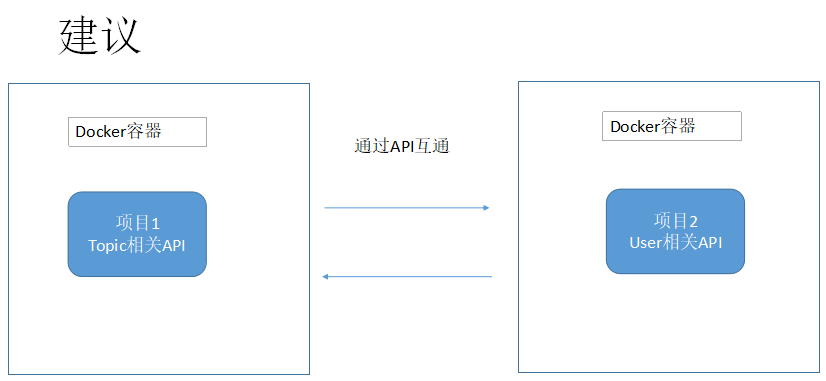 建议
Docker容器
项目1
Topic相关API
通过API互通
Docker容器
项目2
User相关API